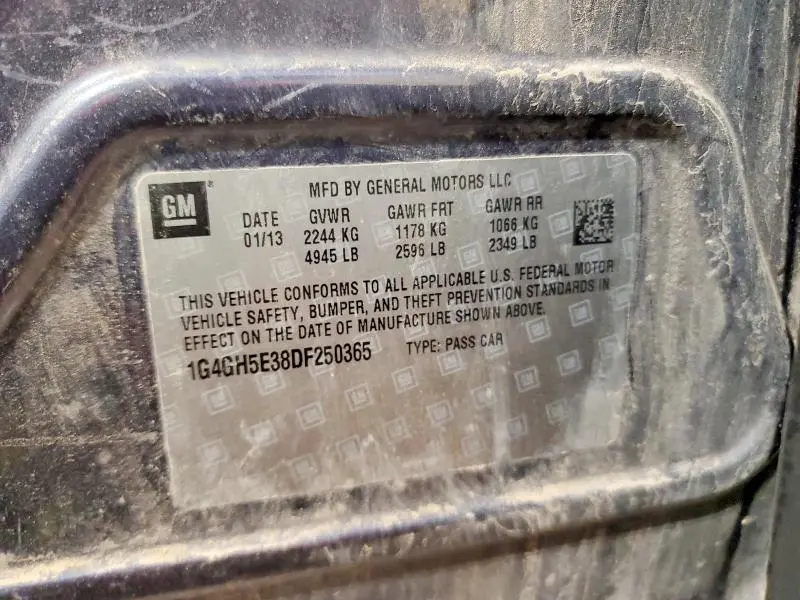 GM
MFD BY GENERAL MOTORS LLC
DATE GVWR GAWR FRT GAWR RR
01/13 2244 KG 1178 KG 1066 KG
4945 LB 2596 LB 2349 LB
THIS VEHICLE CONFORMS TO ALL APPLICABLE U.S. FEDERAL MOTOR
VEHICLE SAFETY, BUMPER, AND THEFT PREVENTION STANDARDS IN
EFFECT ON THE DATE OF MANUFACTURE SHOWN ABOVE.
1G4GH5E38DF250365 TYPE: PASS CAR